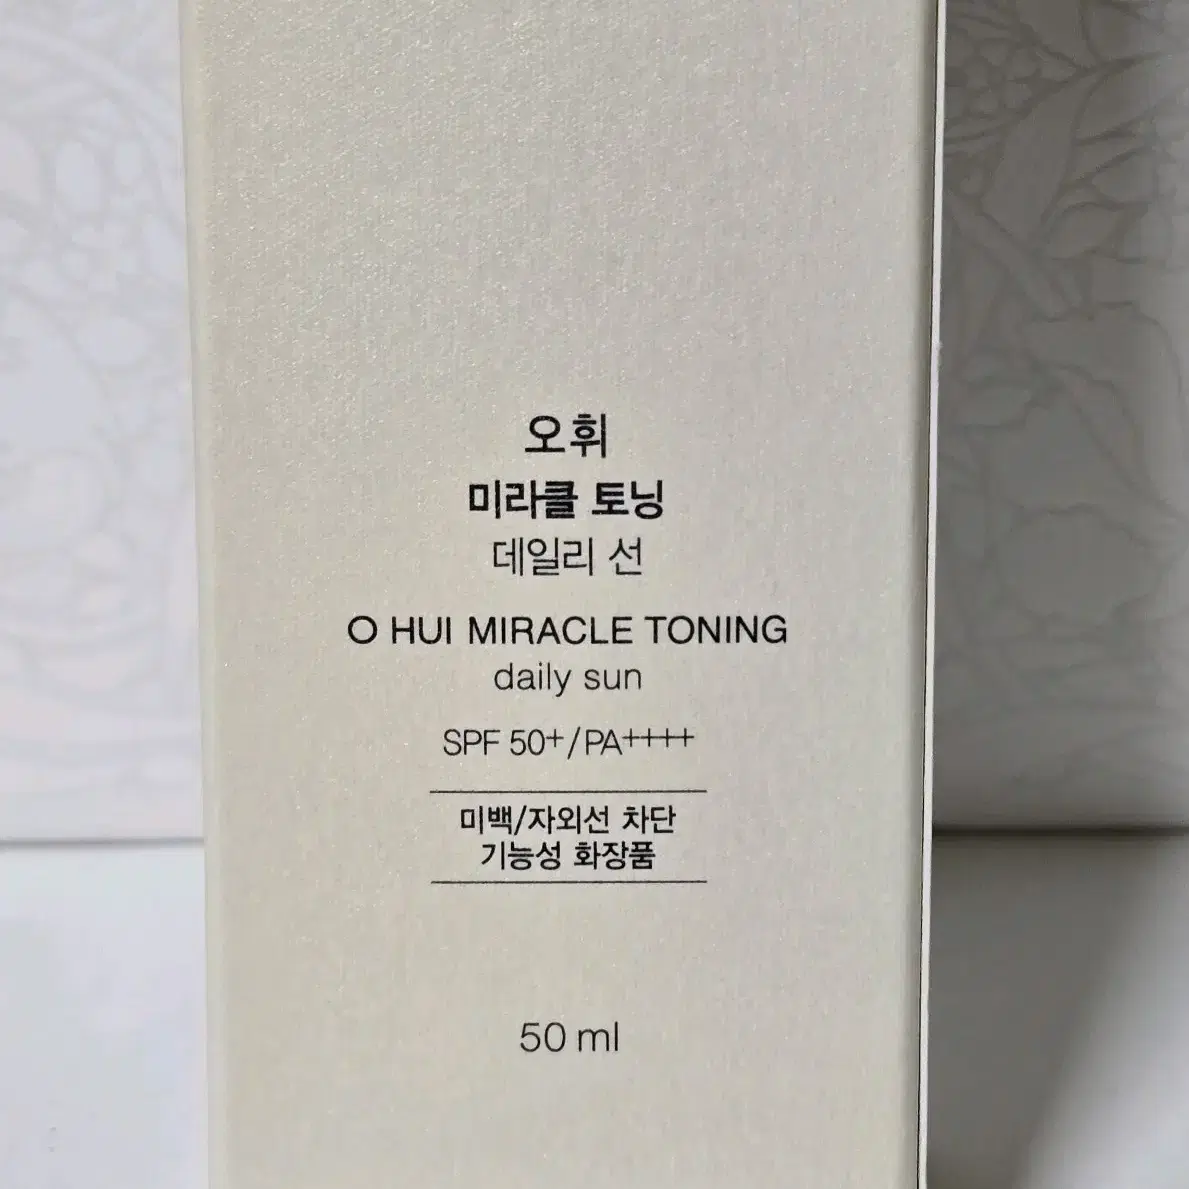 오휘
미라클 토닝
데일리 선
O HUI MIRACLE TONING
daily sun
SPF 50+/PA++++
미백/자외선 차단
기능성 화장품
50 ml